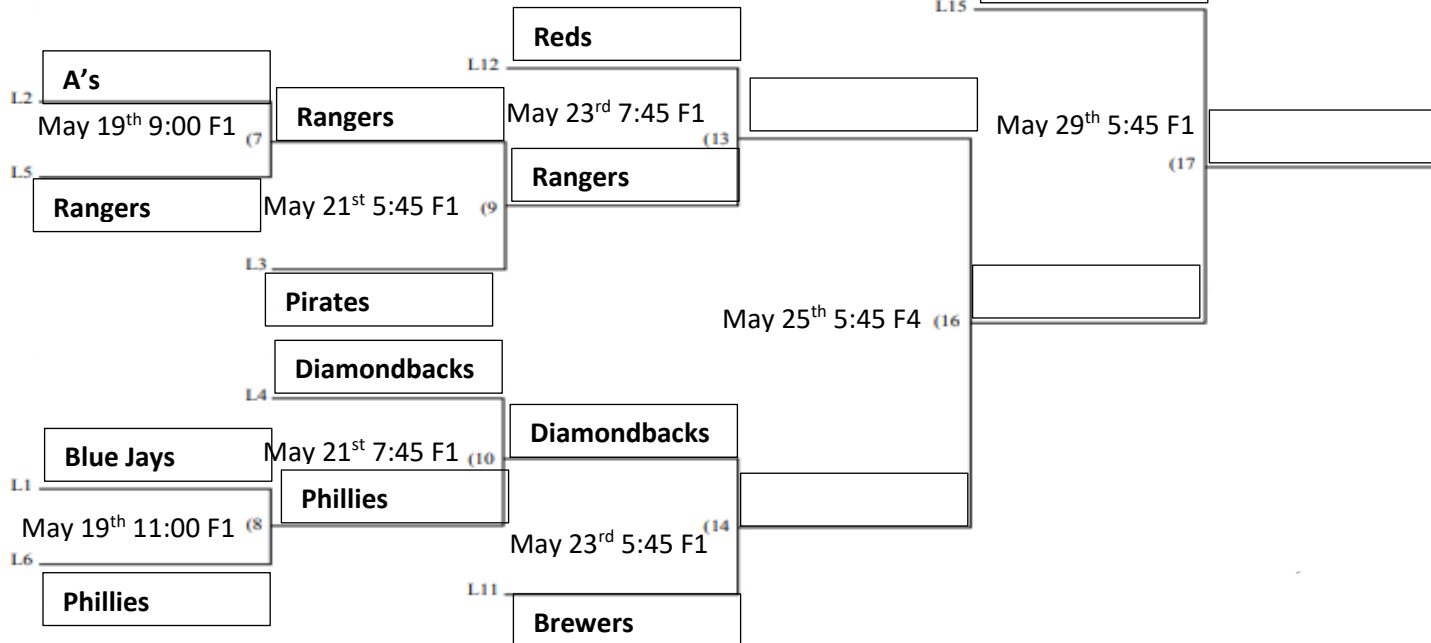 L15
Reds
L12
A’s
L2
Rangers
May 23rd 7:45 F1
May 29th 5:45 F1
May 19th 9:00 F1
(7
(13
(17
L5
Rangers
Rangers
May 21st 5:45 F1
(9
L3
Pirates
May 25th 5:45 F4
(16
Diamondbacks
L4
Diamondbacks
Blue Jays
May 21st 7:45 F1
(10
L1
Phillies
May 19th 11:00 F1
(8
(14
May 23rd 5:45 F1
L6
L11
Phillies
Brewers